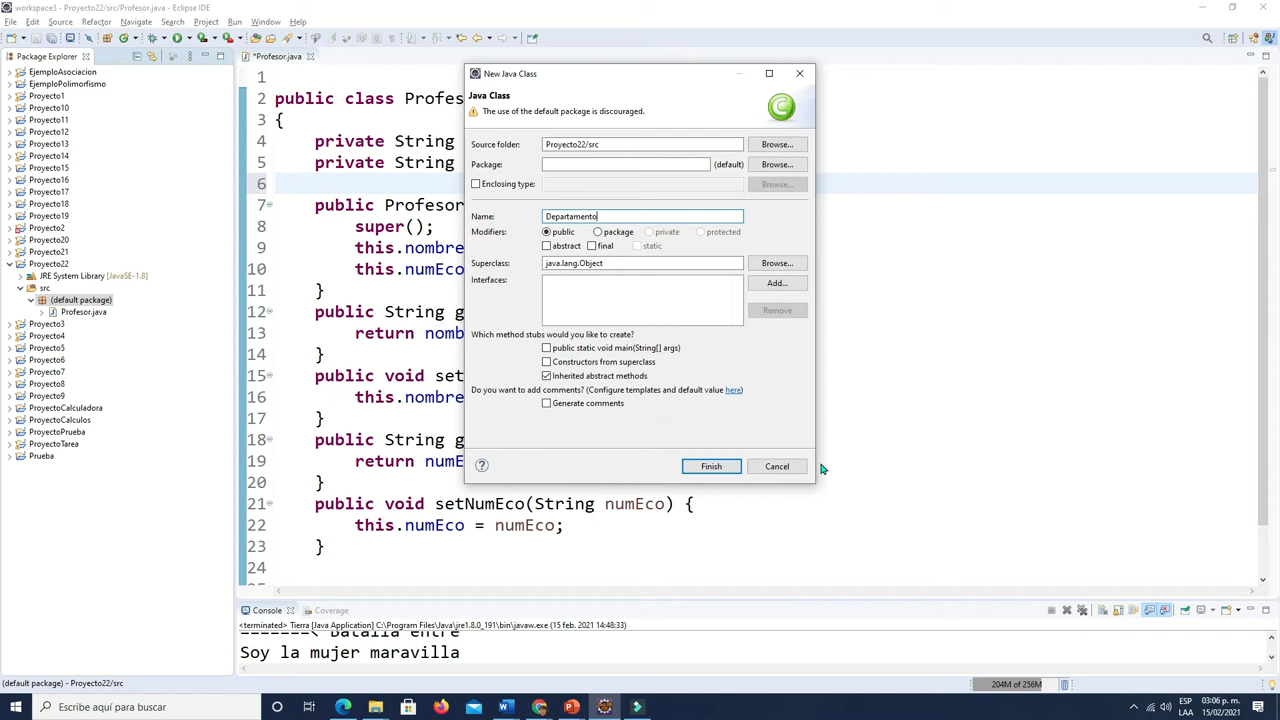 workspace3 - Proyecto22/src/Profesor.java - Eclipse IDE
File Edit Source Refactor Navigate Search Project Run Window Help
Package Explorer
EjemploAsociacion
EjemploPolimorfismo
Proyecto1
Proyecto10
Proyecto11
Proyecto12
Proyecto13
Proyecto14
Proyecto15
Proyecto16
Proyecto17
Proyecto18
Proyecto19
Proyecto2
Proyecto20
Proyecto21
Proyecto22
JRE System Library [JavaSE-1.8]
src
(default package)
Profesor.java
Proyecto3
Proyecto4
Proyecto5
Proyecto6
Proyecto7
Proyecto8
Proyecto9
ProyectoCalculadora
ProyectoCalculos
ProyectoPrueba
ProyectoTarea
Prueba
*Profesor.java
1
2 public class Profes
3 {
4 private String
5 private String
6
7 public Profesor
8 super();
9 this.nombre
10 this.numEco
11 }
12 public String g
13 return nomb
14 }
15 public void set
16 this.nombre
17 }
18 public String g
19 return numE
20 }
21 public void setNumEco(String numEco) {
22 this.numEco = numEco;
23 }
24
New Java Class
Java Class
The use of the default package is discouraged.
Source folder: Proyecto22/src Browse...
Package: (default) Browse...
Enclosing type: Browse...
Name: Departamento
Modifiers: public package private protected
abstract final static
Superclass: java.lang.Object Browse...
Interfaces: Add...
Remove
Which method stubs would you like to create?
public static void main(String[] args)
Constructors from superclass
Inherited abstract methods
Do you want to add comments? (Configure templates and default value here)
Generate comments
Finish Cancel
Console Coverage
<terminated> Tierra [Java Application] C:\Program Files\Java\jre1.8.0_191\bin\javaw.exe (15 feb. 2021 14:48:33)
=======< Batalla entre
Soy la mujer maravilla
(default package) - Proyecto22/src
204M of 256M
Escribe aquí para buscar
ESP
LAA
03:06 p. m.
15/02/2021